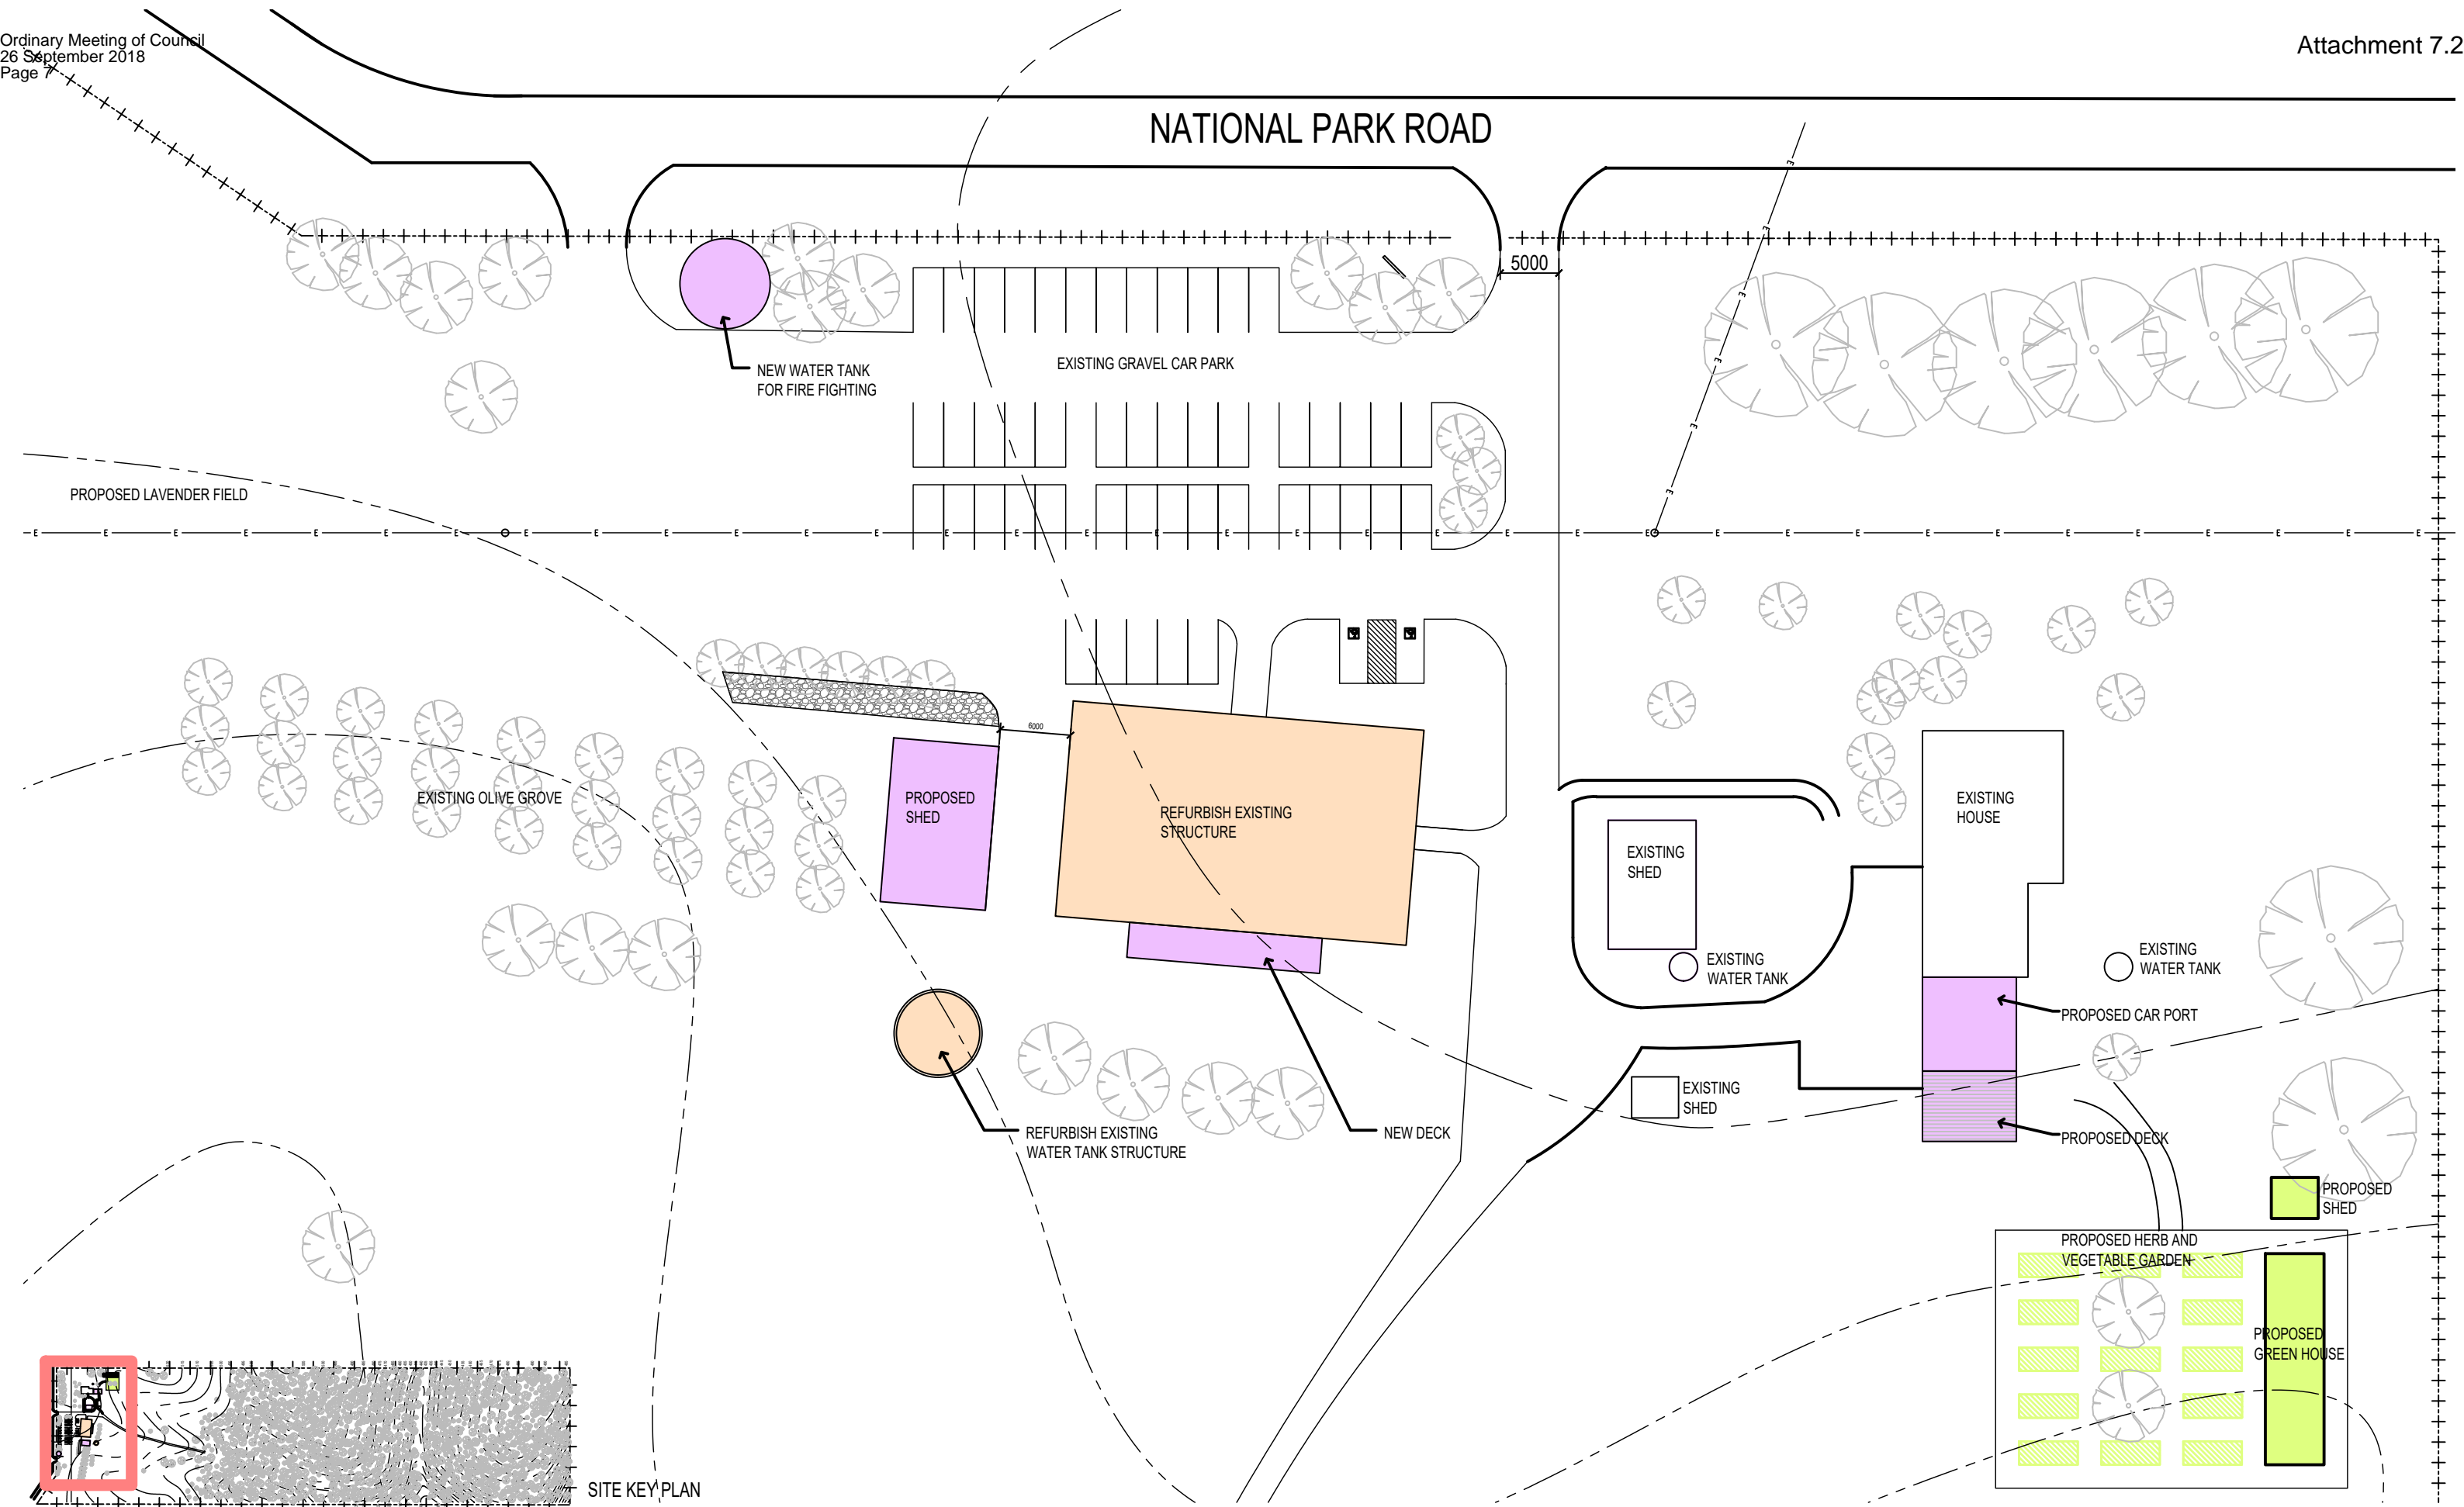 Ordinary Meeting of Council
26 September 2018
Page 7
Attachment 7.2
NATIONAL PARK ROAD
5000
NEW WATER TANK
FOR FIRE FIGHTING
EXISTING GRAVEL CAR PARK
PROPOSED LAVENDER FIELD
6000
EXISTING OLIVE GROVE
PROPOSED
SHED
REFURBISH EXISTING
STRUCTURE
EXISTING
HOUSE
EXISTING
SHED
EXISTING
WATER TANK
EXISTING
WATER TANK
PROPOSED CAR PORT
EXISTING
SHED
REFURBISH EXISTING
WATER TANK STRUCTURE
NEW DECK
PROPOSED DECK
PROPOSED
SHED
PROPOSED HERB AND
VEGETABLE GARDEN
PROPOSED
GREEN HOUSE
SITE KEY PLAN